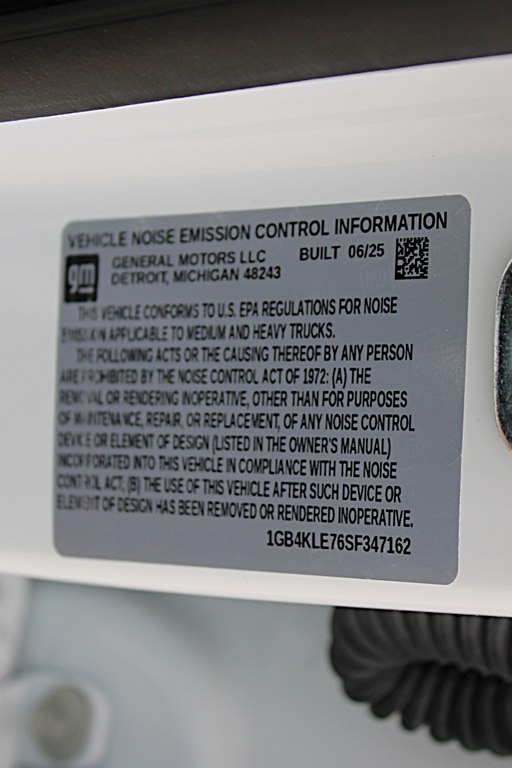 VEHICLE NOISE EMISSION CONTROL INFORMATION
gm
GENERAL MOTORS LLC BUILT 06/25
DETROIT, MICHIGAN 48243
THIS VEHICLE CONFORMS TO U.S. EPA REGULATIONS FOR NOISE
EMISSION APPLICABLE TO MEDIUM AND HEAVY TRUCKS.
THE FOLLOWING ACTS OR THE CAUSING THEREOF BY ANY PERSON
ARE PROHIBITED BY THE NOISE CONTROL ACT OF 1972: (A) THE
REMOVAL OR RENDERING INOPERATIVE, OTHER THAN FOR PURPOSES
OF MAINTENANCE, REPAIR, OR REPLACEMENT, OF ANY NOISE CONTROL
DEVICE OR ELEMENT OF DESIGN (LISTED IN THE OWNER'S MANUAL)
INCORPORATED INTO THIS VEHICLE IN COMPLIANCE WITH THE NOISE
CONTROL ACT; (B) THE USE OF THIS VEHICLE AFTER SUCH DEVICE OR
ELEMENT OF DESIGN HAS BEEN REMOVED OR RENDERED INOPERATIVE.
1GB4KLE76SF347162